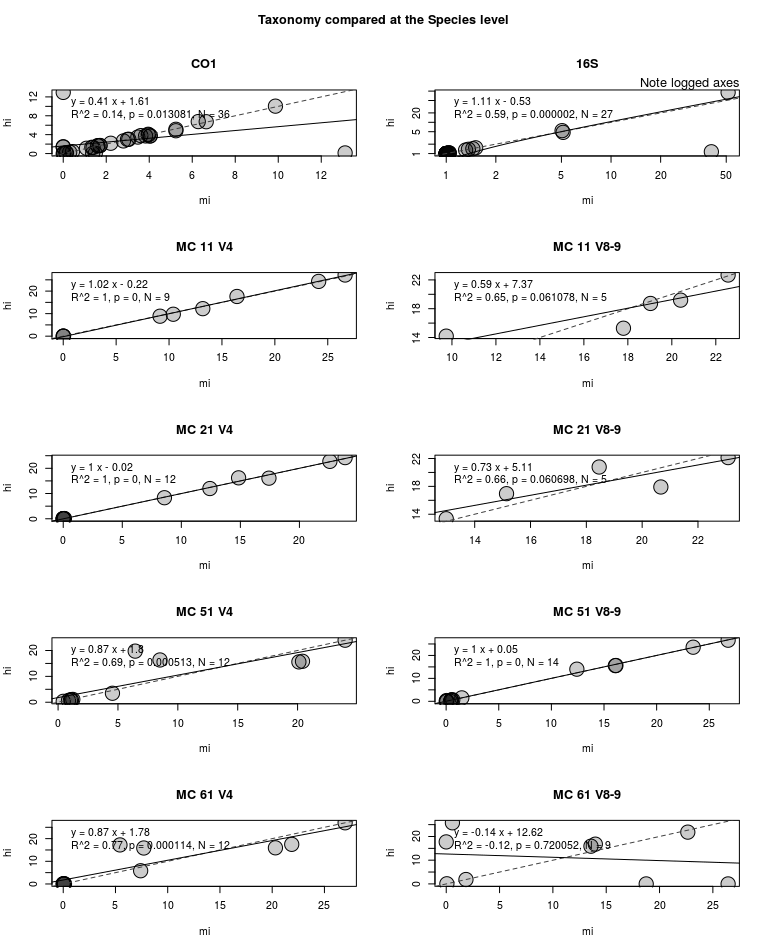 Taxonomy compared at the Species level
CO1
y = 0.41 x + 1.61
R^2 = 0.14, p = 0.013081, N = 36
hi
0 4 8 12
0 2 4 6 8 10 12
mi
16S
Note logged axes
y = 1.11 x - 0.53
R^2 = 0.59, p = 0.000002, N = 27
hi
1 5 20
1 2 5 10 20 50
mi
MC 11 V4
y = 1.02 x - 0.22
R^2 = 1, p = 0, N = 9
hi
0 10 20
0 5 10 15 20 25
mi
MC 11 V8-9
y = 0.59 x + 7.37
R^2 = 0.65, p = 0.061078, N = 5
hi
14 18 22
10 12 14 16 18 20 22
mi
MC 21 V4
y = 1 x - 0.02
R^2 = 1, p = 0, N = 12
hi
0 10 20
0 5 10 15 20
mi
MC 21 V8-9
y = 0.73 x + 5.11
R^2 = 0.66, p = 0.060698, N = 5
hi
14 18 22
14 16 18 20 22
mi
MC 51 V4
y = 0.87 x + 1.8
R^2 = 0.69, p = 0.000513, N = 12
hi
0 10 20
0 5 10 15 20
mi
MC 51 V8-9
y = 1 x + 0.05
R^2 = 1, p = 0, N = 14
hi
0 10 20
0 5 10 15 20 25
mi
MC 61 V4
y = 0.87 x + 1.78
R^2 = 0.77, p = 0.000114, N = 12
hi
0 10 20
0 5 10 15 20 25
mi
MC 61 V8-9
y = -0.14 x + 12.62
R^2 = -0.12, p = 0.720052, N = 9
hi
0 10 20
0 5 10 15 20 25
mi